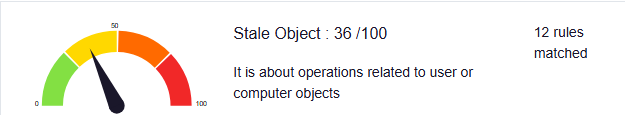 50
0
100
Stale Object : 36 /100
It is about operations related to user or
computer objects
12 rules
matched